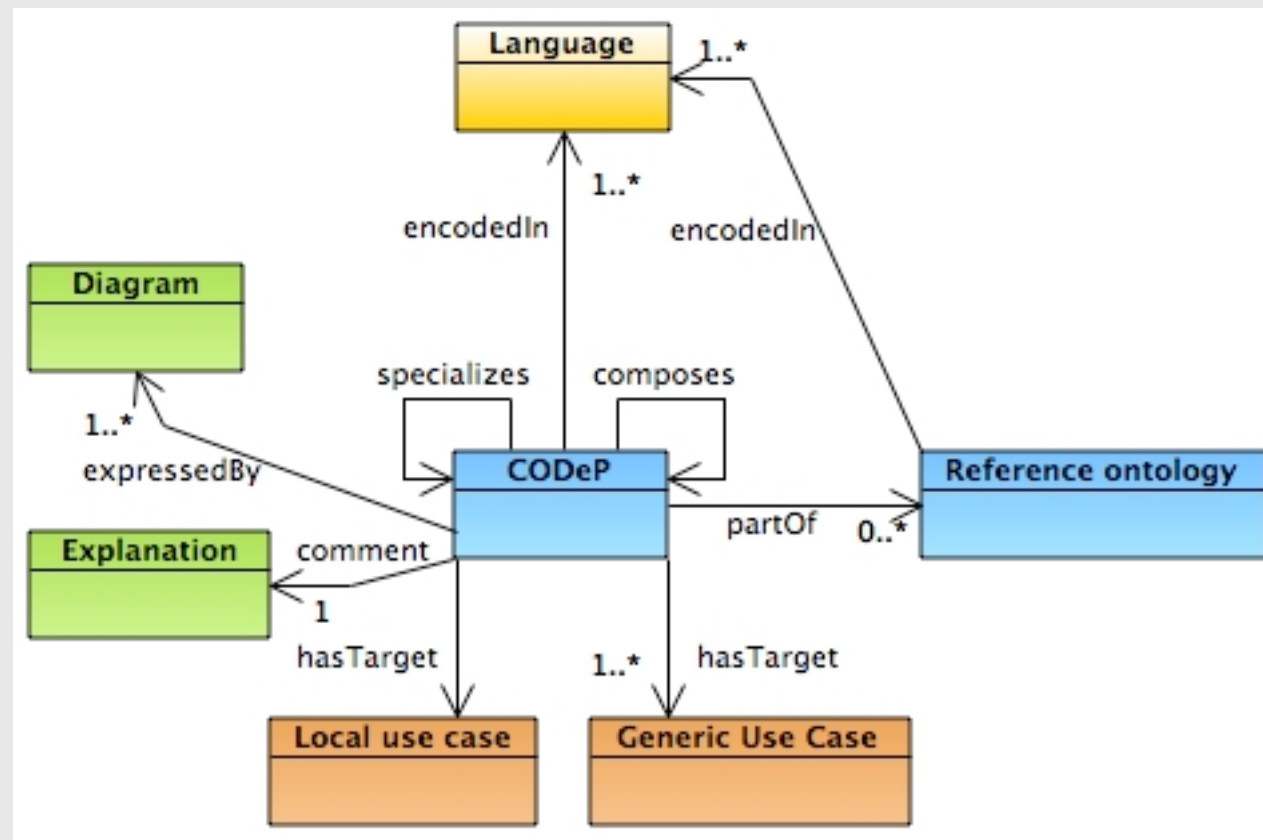 Language
1..*
1..*
encodedIn
encodedIn
Diagram
specializes
composes
1..*
expressedBy
CODeP
Reference ontology
partOf
0..*
Explanation
comment
1
hasTarget
1..*
hasTarget
Local use case
Generic Use Case